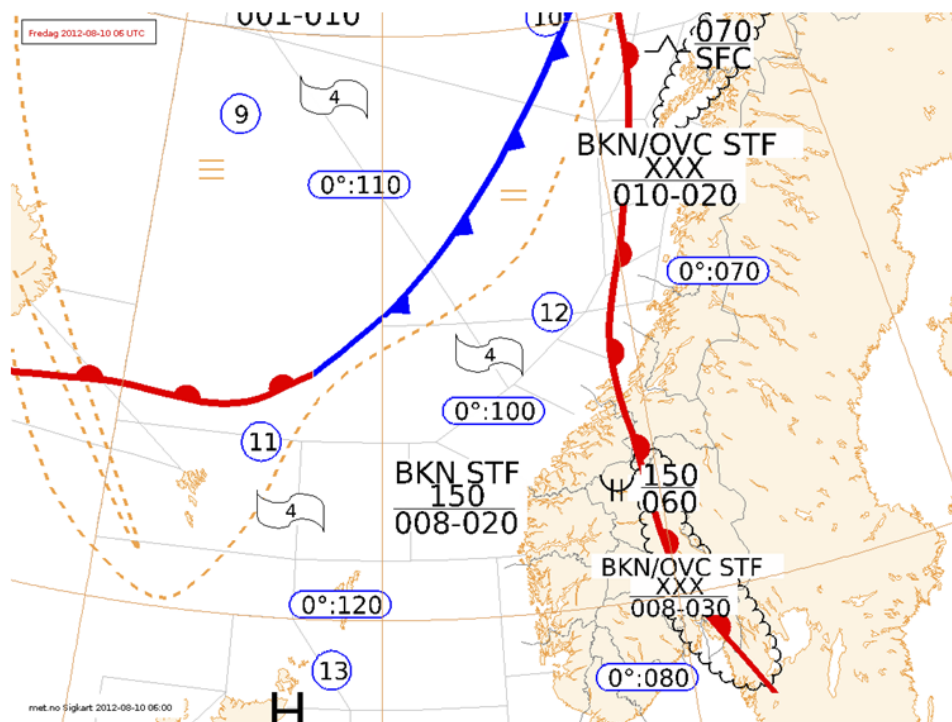 001-010
10
070
SFC
Fredag 2012-08-10 06 UTC
4
9
BKN/OVC STF
XXX
010-020
0°:110
0°:070
12
4
0°:100
11
BKN STF
150
008-020
150
060
4
BKN/OVC STF
XXX
008-030
0°:120
13
0°:080
H
met.no Sigkart 2012-08-10 06:00